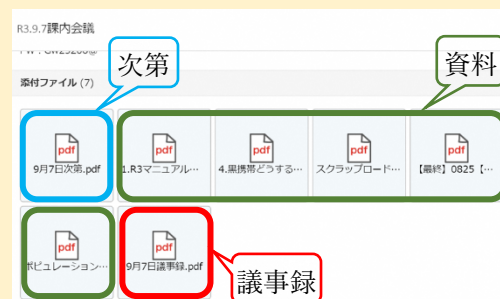 R3.9.7課内会議
次第
資料
添付ファイル (7)
pdf
pdf
pdf
pdf
pdf
9月7日次第.pdf
1.R3マニュアル…
4.黒携帯どうする…
スクラップロード…
【最終】0825【…
pdf
pdf
ポピュレーション…
9月7日議事録.pdf
議事録